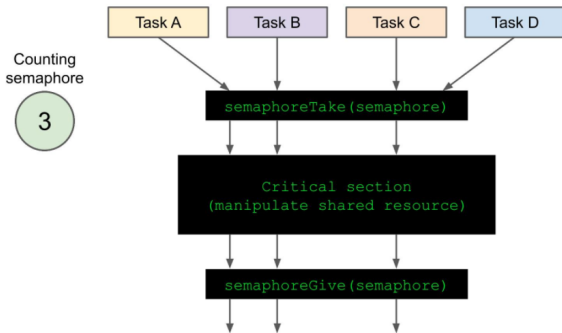 Task A
Task B
Task C
Task D
Counting
semaphore
3
semaphoreTake(semaphore)
Critical section
(manipulate shared resource)
semaphoreGive(semaphore)